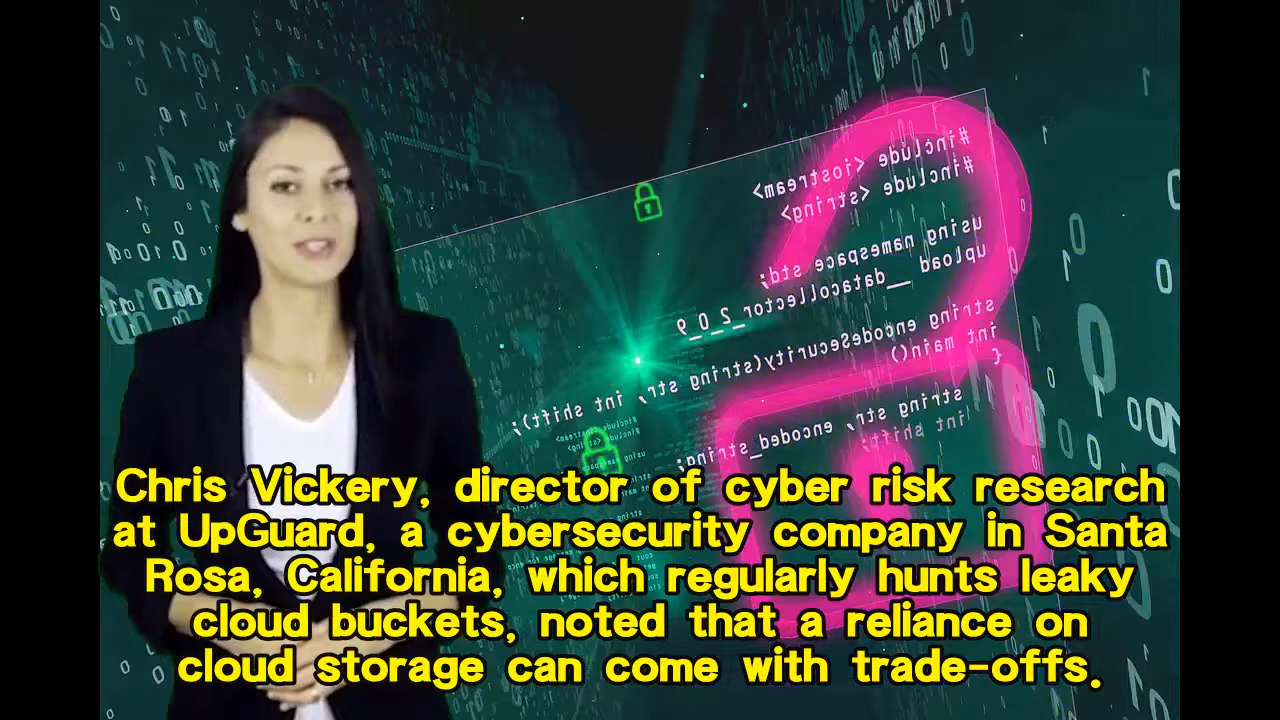 #include <iostream>
#include <string>
using namespace std;
upload __datacollector_2_0_9
string encodeSecurity(string str, int shift);
int main()
{
string str, encoded_string;
int shift;
Chris Vickery, director of cyber risk research
at UpGuard, a cybersecurity company in Santa
Rosa, California, which regularly hunts leaky
cloud buckets, noted that a reliance on
cloud storage can come with trade-offs.